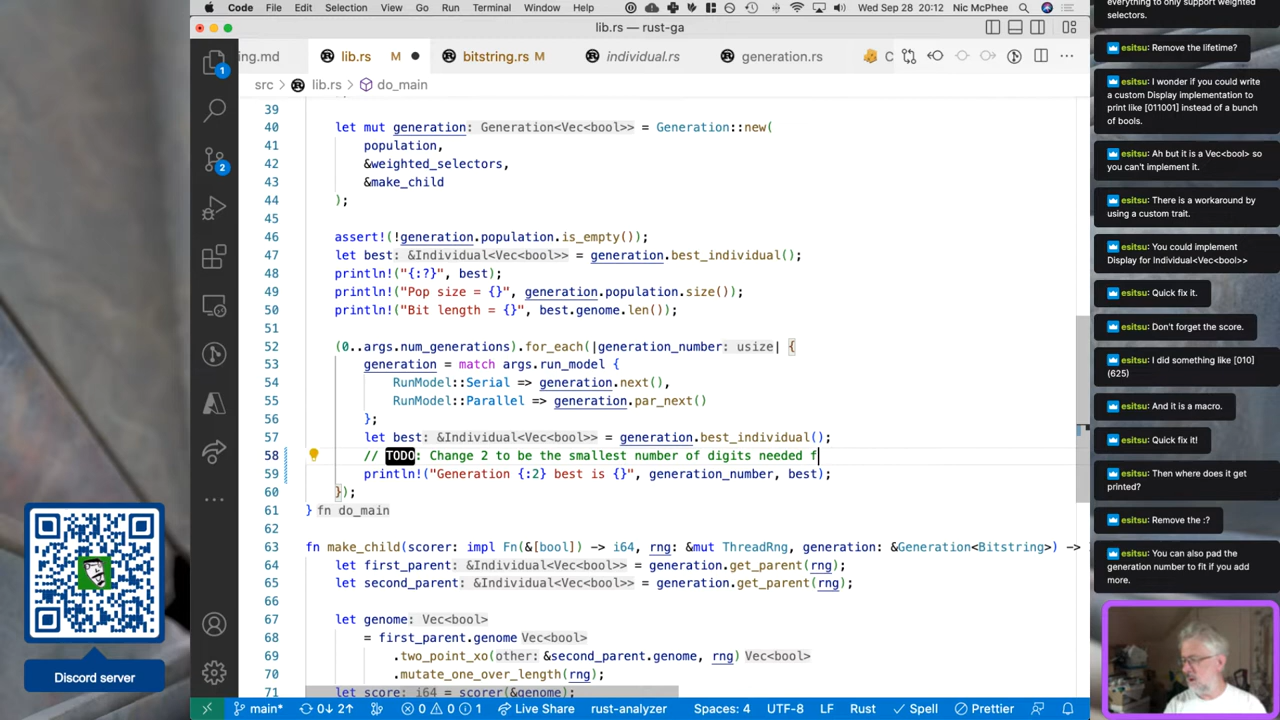 Code File Edit Selection View Go Run Terminal Window Help Wed Sep 28 20:12 Nic McPhee
lib.rs — rust-ga
ing.md lib.rs M bitstring.rs M individual.rs generation.rs C
src > lib.rs > do_main
39
40 let mut generation: Generation<Vec<bool>> = Generation::new(
41 population,
42 &weighted_selectors,
43 &make_child
44 );
45
46 assert!(!generation.population.is_empty());
47 let best: &Individual<Vec<bool>> = generation.best_individual();
48 println!("{:?}", best);
49 println!("Pop size = {}", generation.population.size());
50 println!("Bit length = {}", best.genome.len());
51
52 (0..args.num_generations).for_each(|generation_number: usize| {
53 generation = match args.run_model {
54 RunModel::Serial => generation.next(),
55 RunModel::Parallel => generation.par_next()
56 };
57 let best: &Individual<Vec<bool>> = generation.best_individual();
58 // TODO: Change 2 to be the smallest number of digits needed f
59 println!("Generation {:2} best is {}", generation_number, best);
60 });
61 } fn do_main
62
63 fn make_child(scorer: impl Fn(&[bool]) -> i64, rng: &mut ThreadRng, generation: &Generation<Bitstring>) ->
64 let first_parent: &Individual<Vec<bool>> = generation.get_parent(rng);
65 let second_parent: &Individual<Vec<bool>> = generation.get_parent(rng);
66
67 let genome: Vec<bool>
68 = first_parent.genome Vec<bool>
69 .two_point_xo(other: &second_parent.genome, rng) Vec<bool>
70 .mutate_one_over_length(rng);
71 let score: i64 = scorer(&genome);
1
2
main* 0↓ 2↑ 0 0 1 Live Share rust-analyzer Spaces: 4 UTF-8 LF Rust Spell Prettier
Discord server
everything to only support weighted
selectors.
esitsu: Remove the lifetime?
esitsu: I wonder if you could write
a custom Display implementation to
print like [011001] instead of a bunch
of bools.
esitsu: Ah but it is a Vec<bool> so
you can't implement it.
esitsu: There is a workaround by
using a custom trait.
esitsu: You could implement
Display for Individual<Vec<bool>>
esitsu: Quick fix it.
esitsu: Don't forget the score.
esitsu: I did something like [010]
(625)
esitsu: And it is a macro.
esitsu: Quick fix it!
esitsu: Then where does it get
printed?
esitsu: Remove the :?
esitsu: You can also pad the
generation number to fit if you add
more.